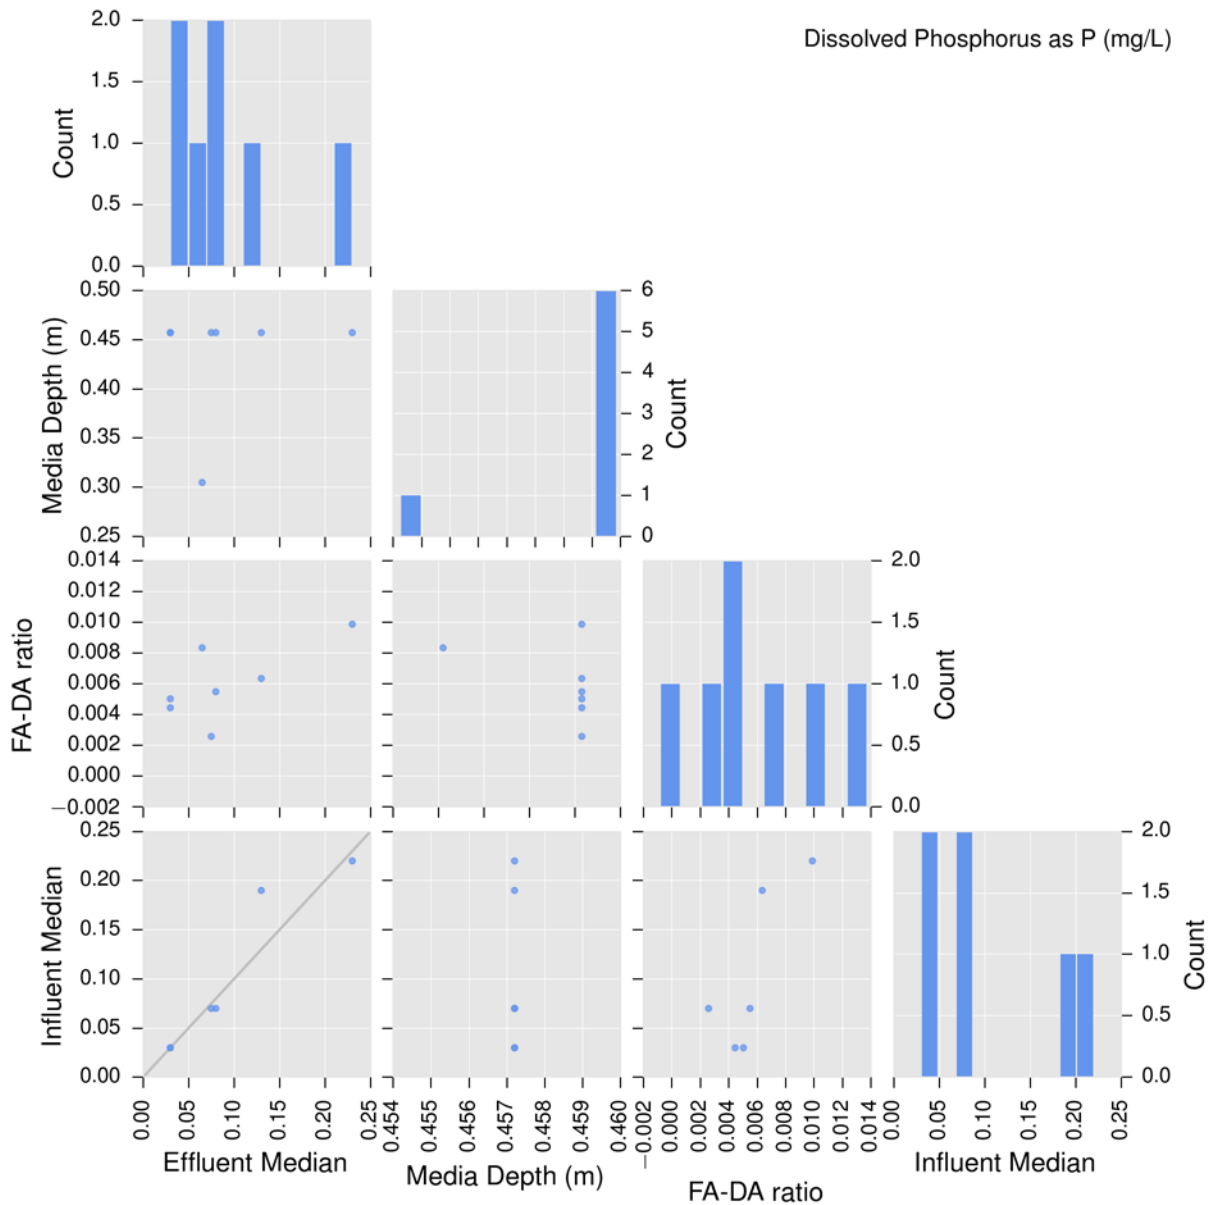 Dissolved Phosphorus as P (mg/L)
2.0
1.5
1.0
0.5
0.0
Count
0.50
0.45
0.40
0.35
0.30
0.25
Media Depth (m)
6
5
4
3
2
1
0
Count
0.014
0.012
0.010
0.008
0.006
0.004
0.002
0.000
−0.002
FA-DA ratio
2.0
1.5
1.0
0.5
0.0
Count
0.25
0.20
0.15
0.10
0.05
0.00
Influent Median
2.0
1.5
1.0
0.5
0.0
Count
0.00 0.05 0.10 0.15 0.20 0.25
Effluent Median
0.454 0.455 0.456 0.457 0.458 0.459 0.460
Media Depth (m)
−0.002 0.000 0.002 0.004 0.006 0.008 0.010 0.012 0.014
FA-DA ratio
0.00 0.05 0.10 0.15 0.20 0.25
Influent Median